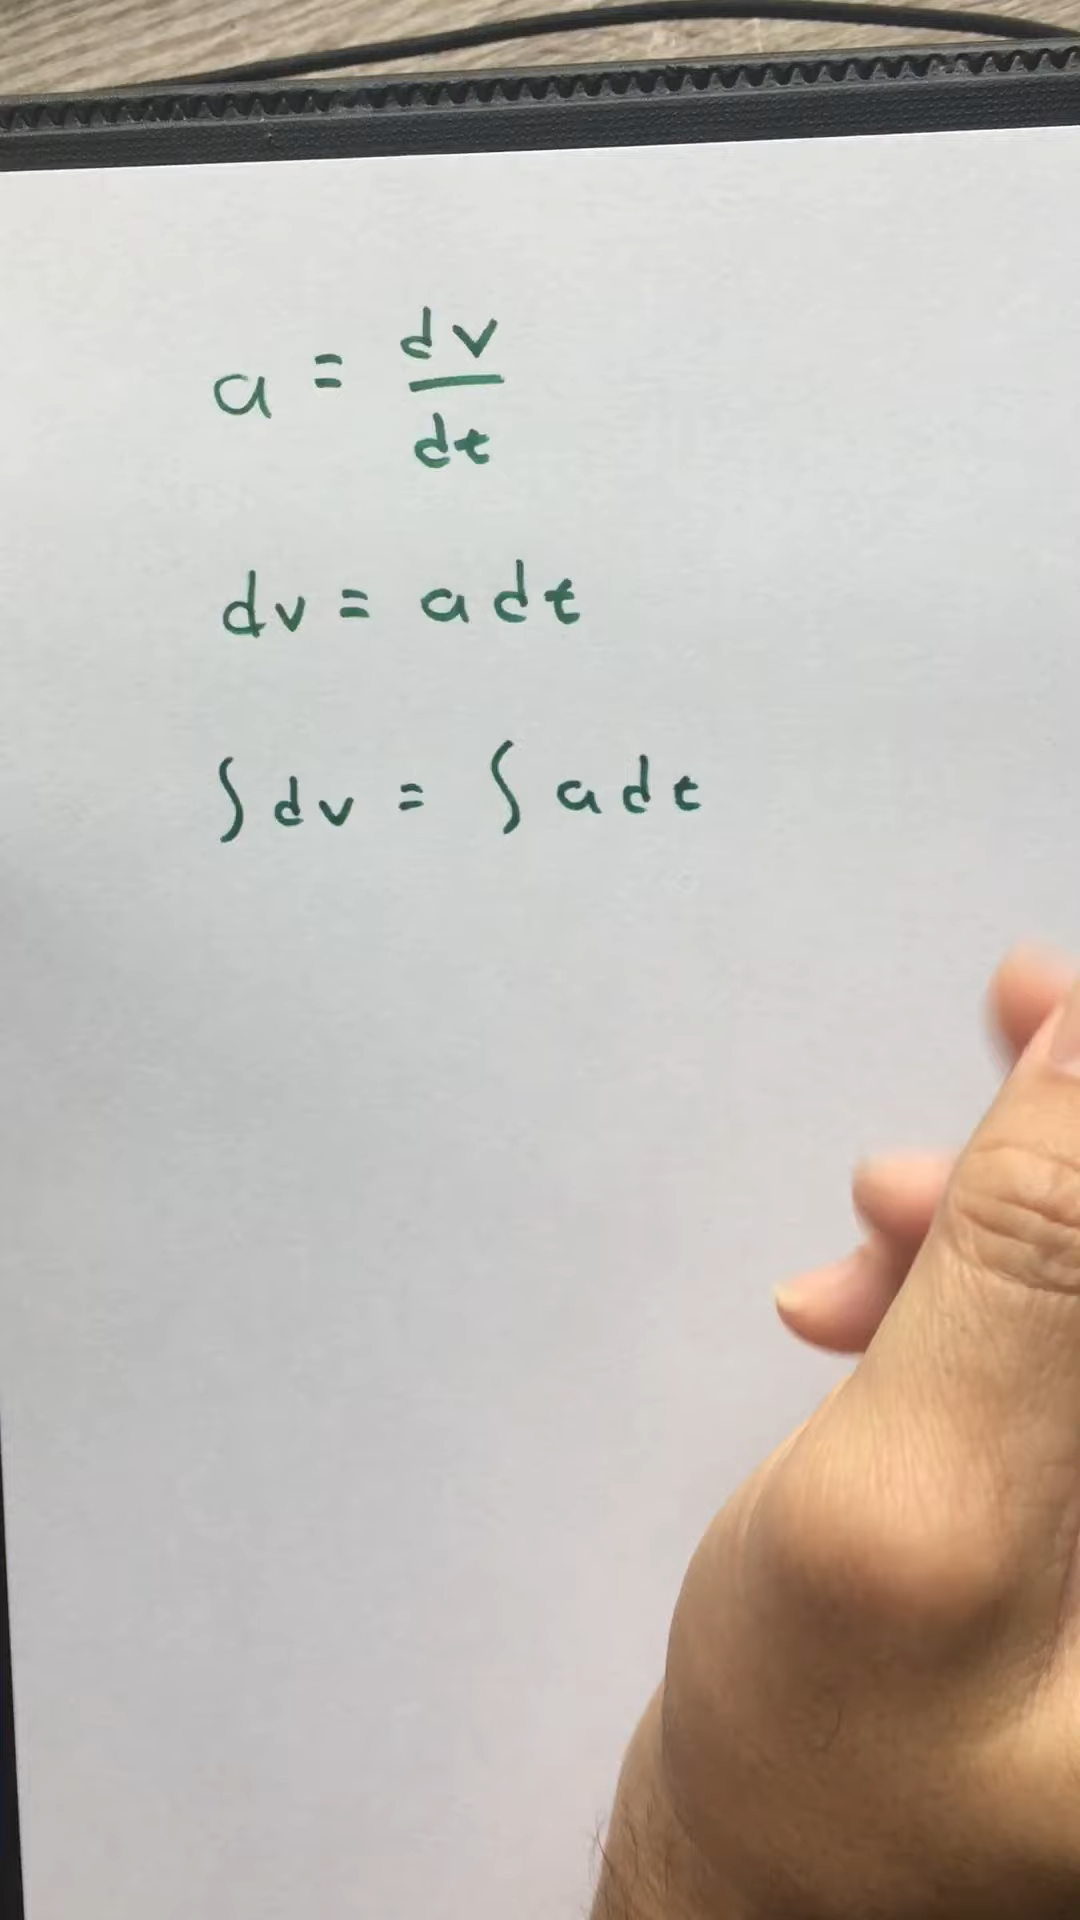 a = dv/dt
dv = a dt
∫ dv = ∫ a dt